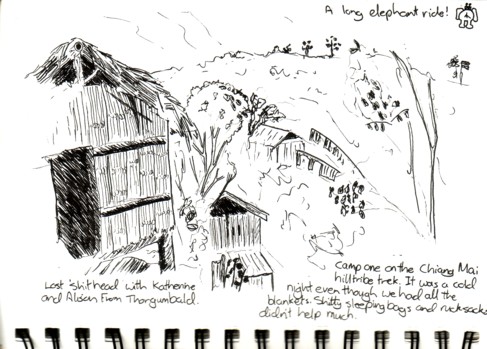 A long elephant ride!
Lost 'shithead with Katherine
and Alison From Thorgumbald.
Camp one on the Chiang Mai
hilltribe trek. It was a cold
night even though we had all the
blankets. Shitty sleeping bags and rucksacks
didn't help much.